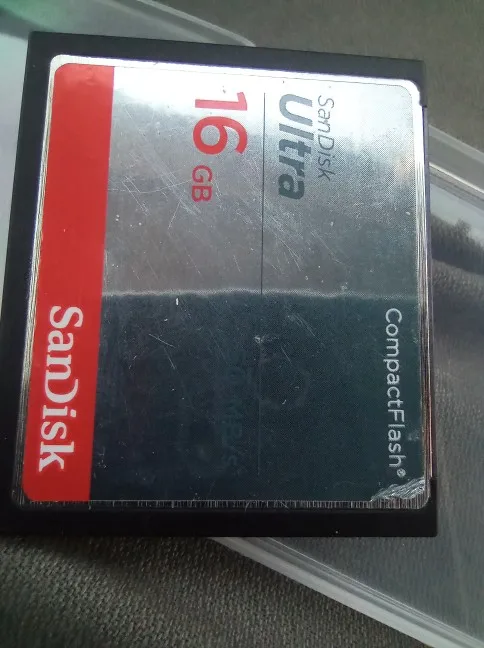 SanDisk
Ultra
CompactFlash®
16 GB
SanDisk